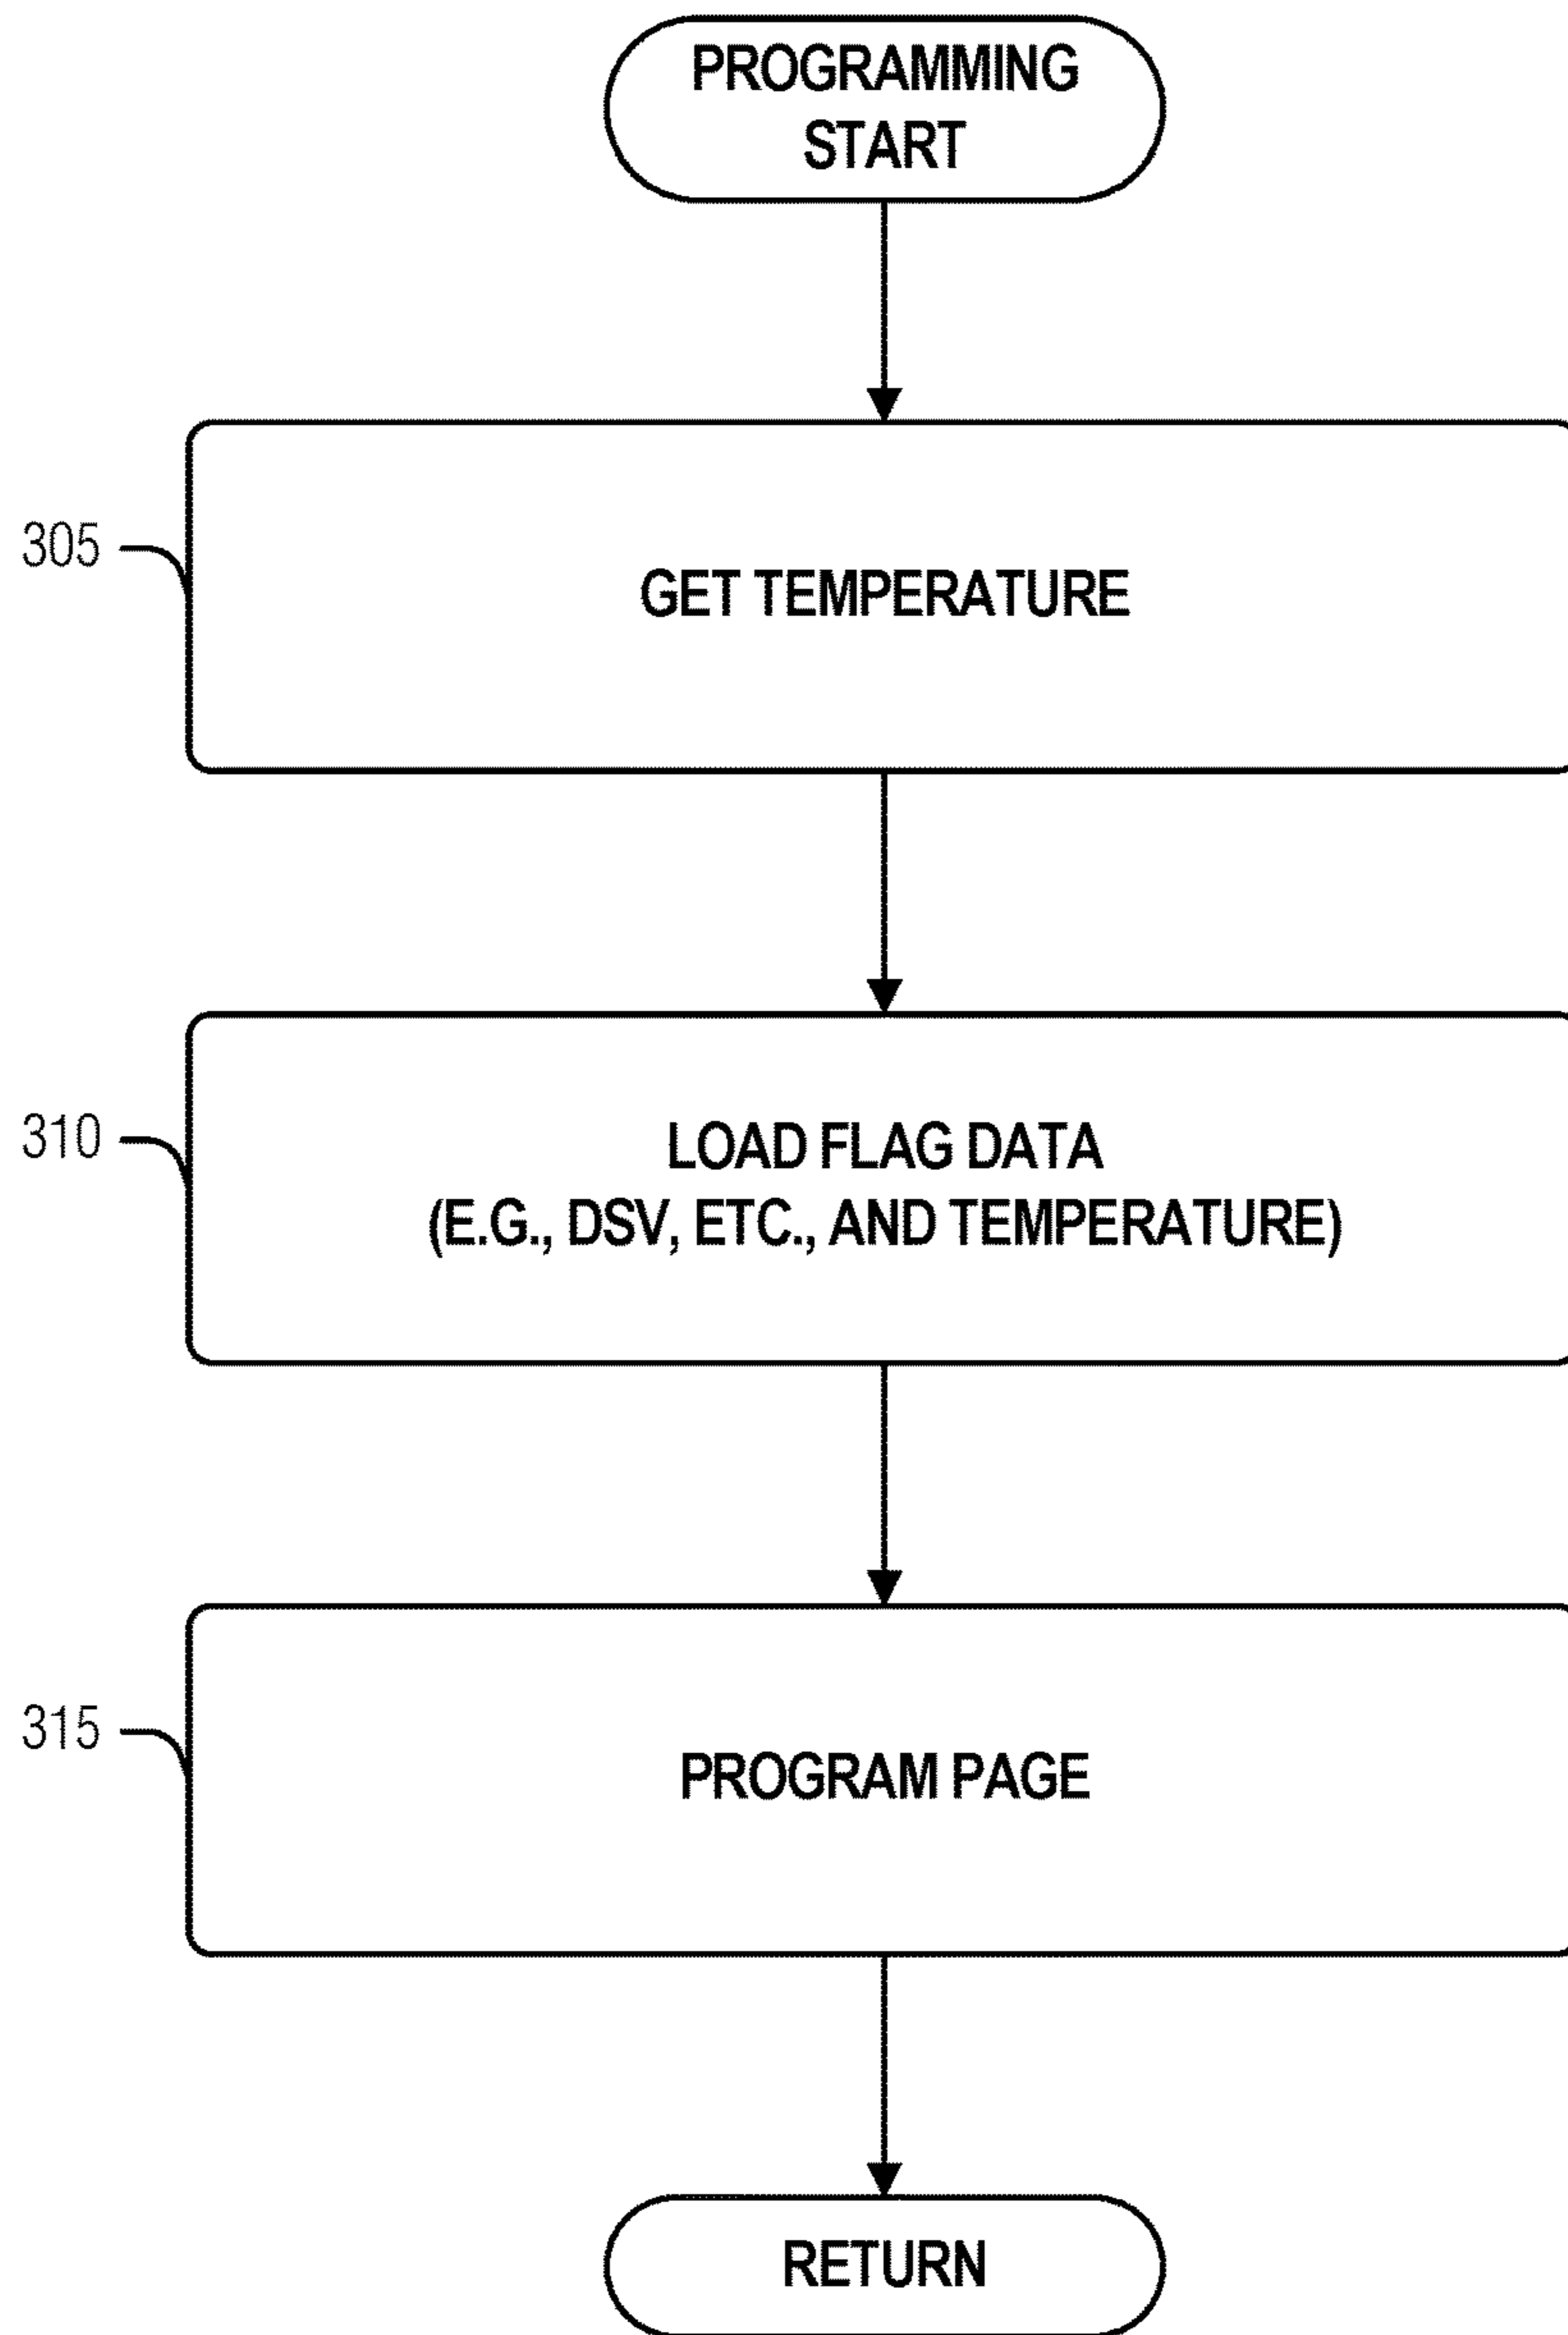 PROGRAMMING
START
305
GET TEMPERATURE
310
LOAD FLAG DATA
(E.G., DSV, ETC., AND TEMPERATURE)
315
PROGRAM PAGE
RETURN